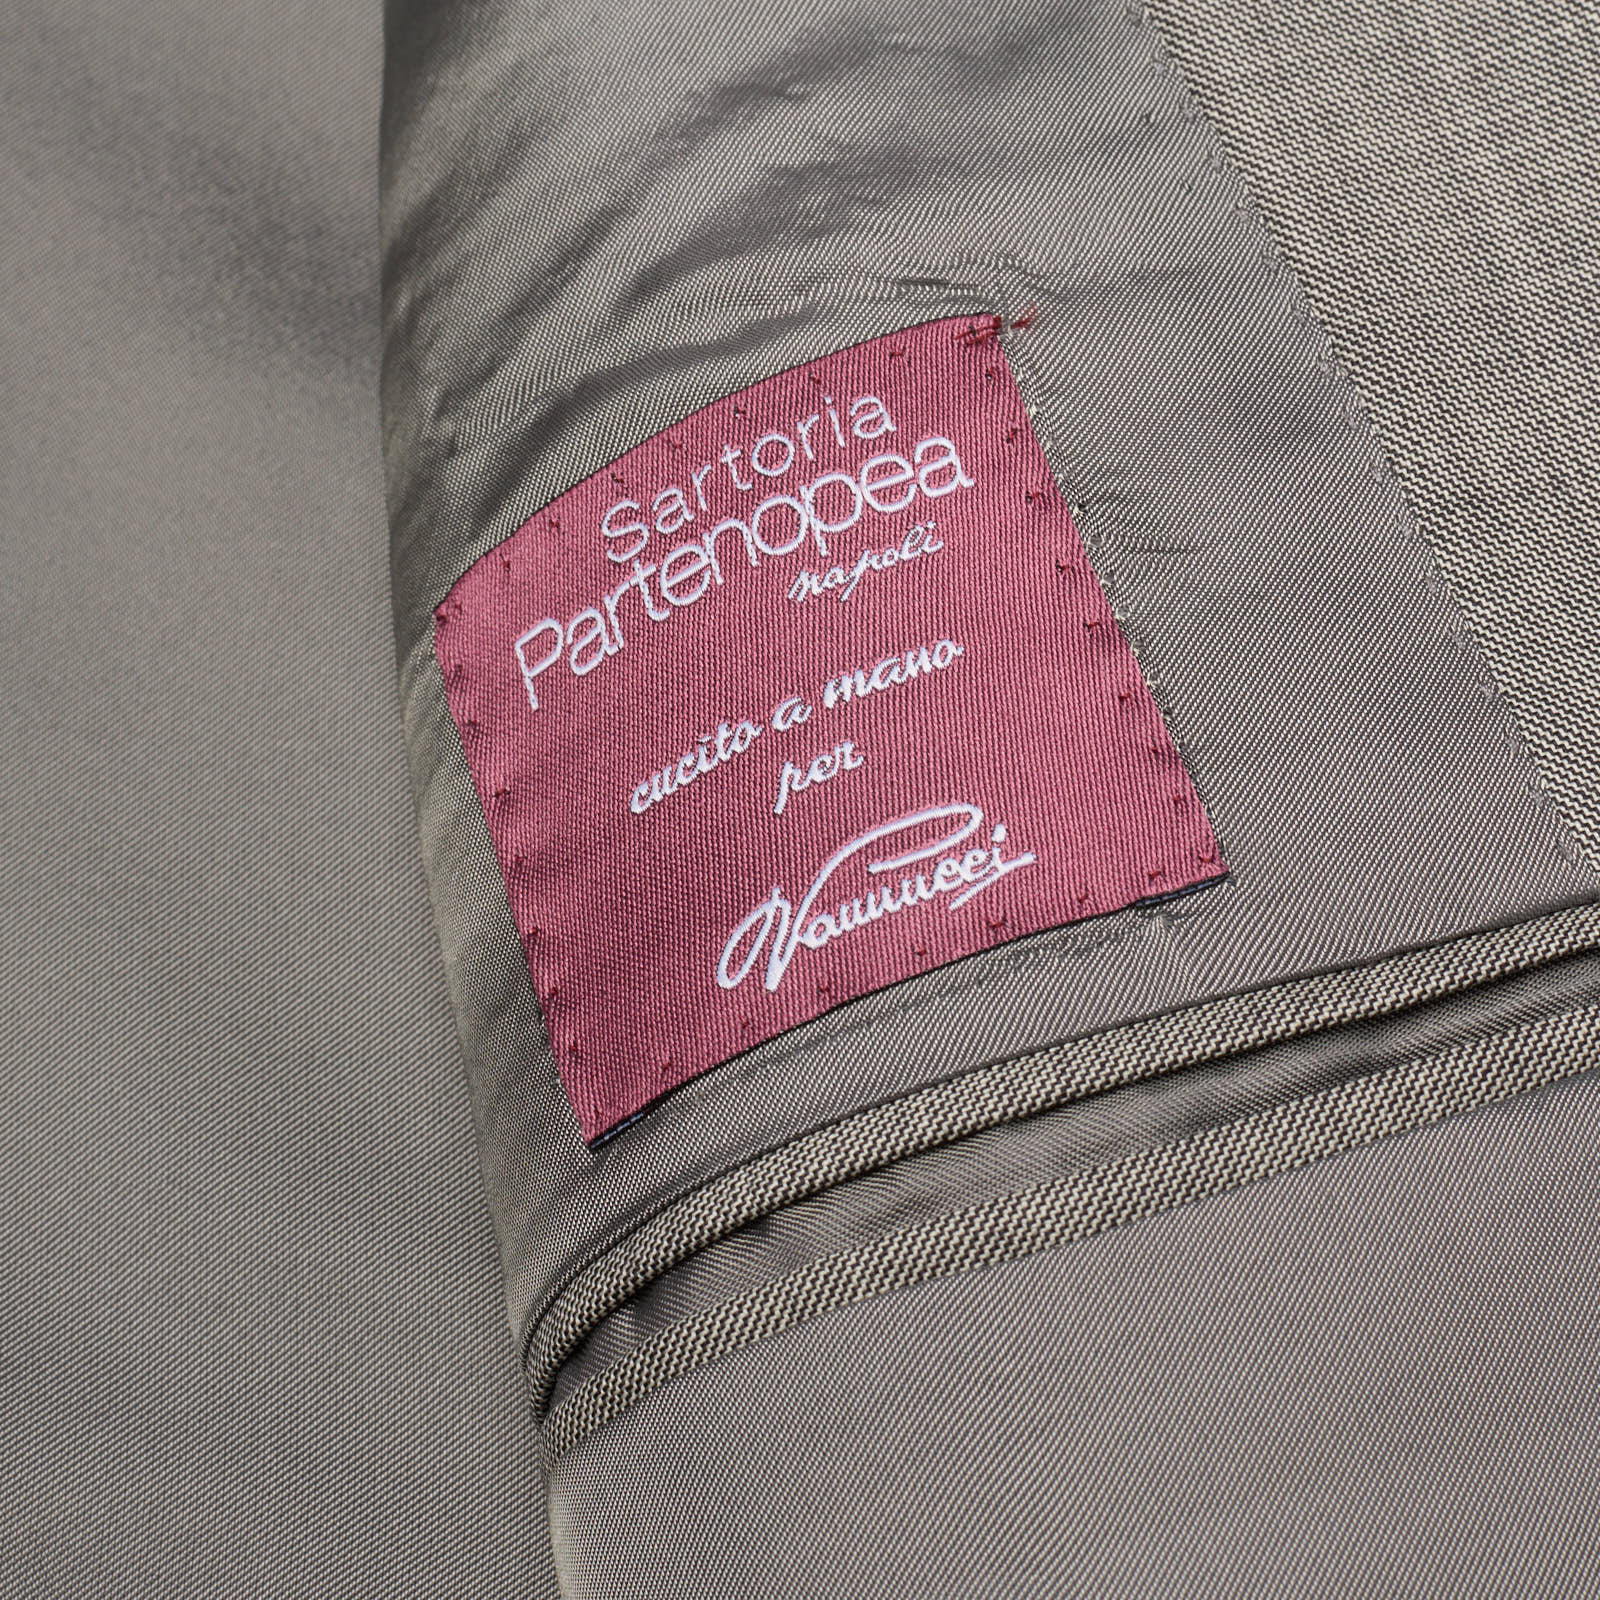 Sartoria
Partenopea
napoli
cucito a mano
per
Vannucci